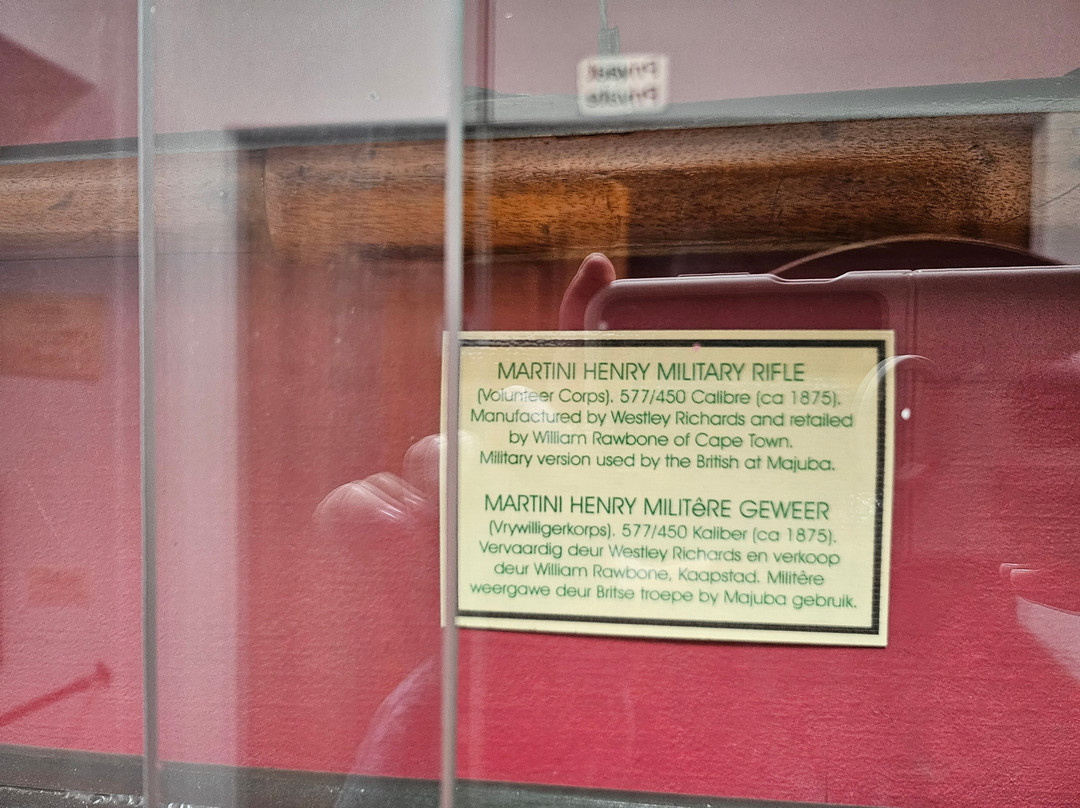 MARTINI HENRY MILITARY RIFLE
(Volunteer Corps). 577/450 Calibre (ca 1875).
Manufactured by Westley Richards and retailed
by William Rawbone of Cape Town.
Military version used by the British at Majuba.
MARTINI HENRY MILITêRE GEWEER
(Vrywilligerkorps). 577/450 Kaliber (ca 1875).
Vervaardig deur Westley Richards en verkoop
deur William Rawbone, Kaapstad. Militêre
weergawe deur Britse troepe by Majuba gebruik.